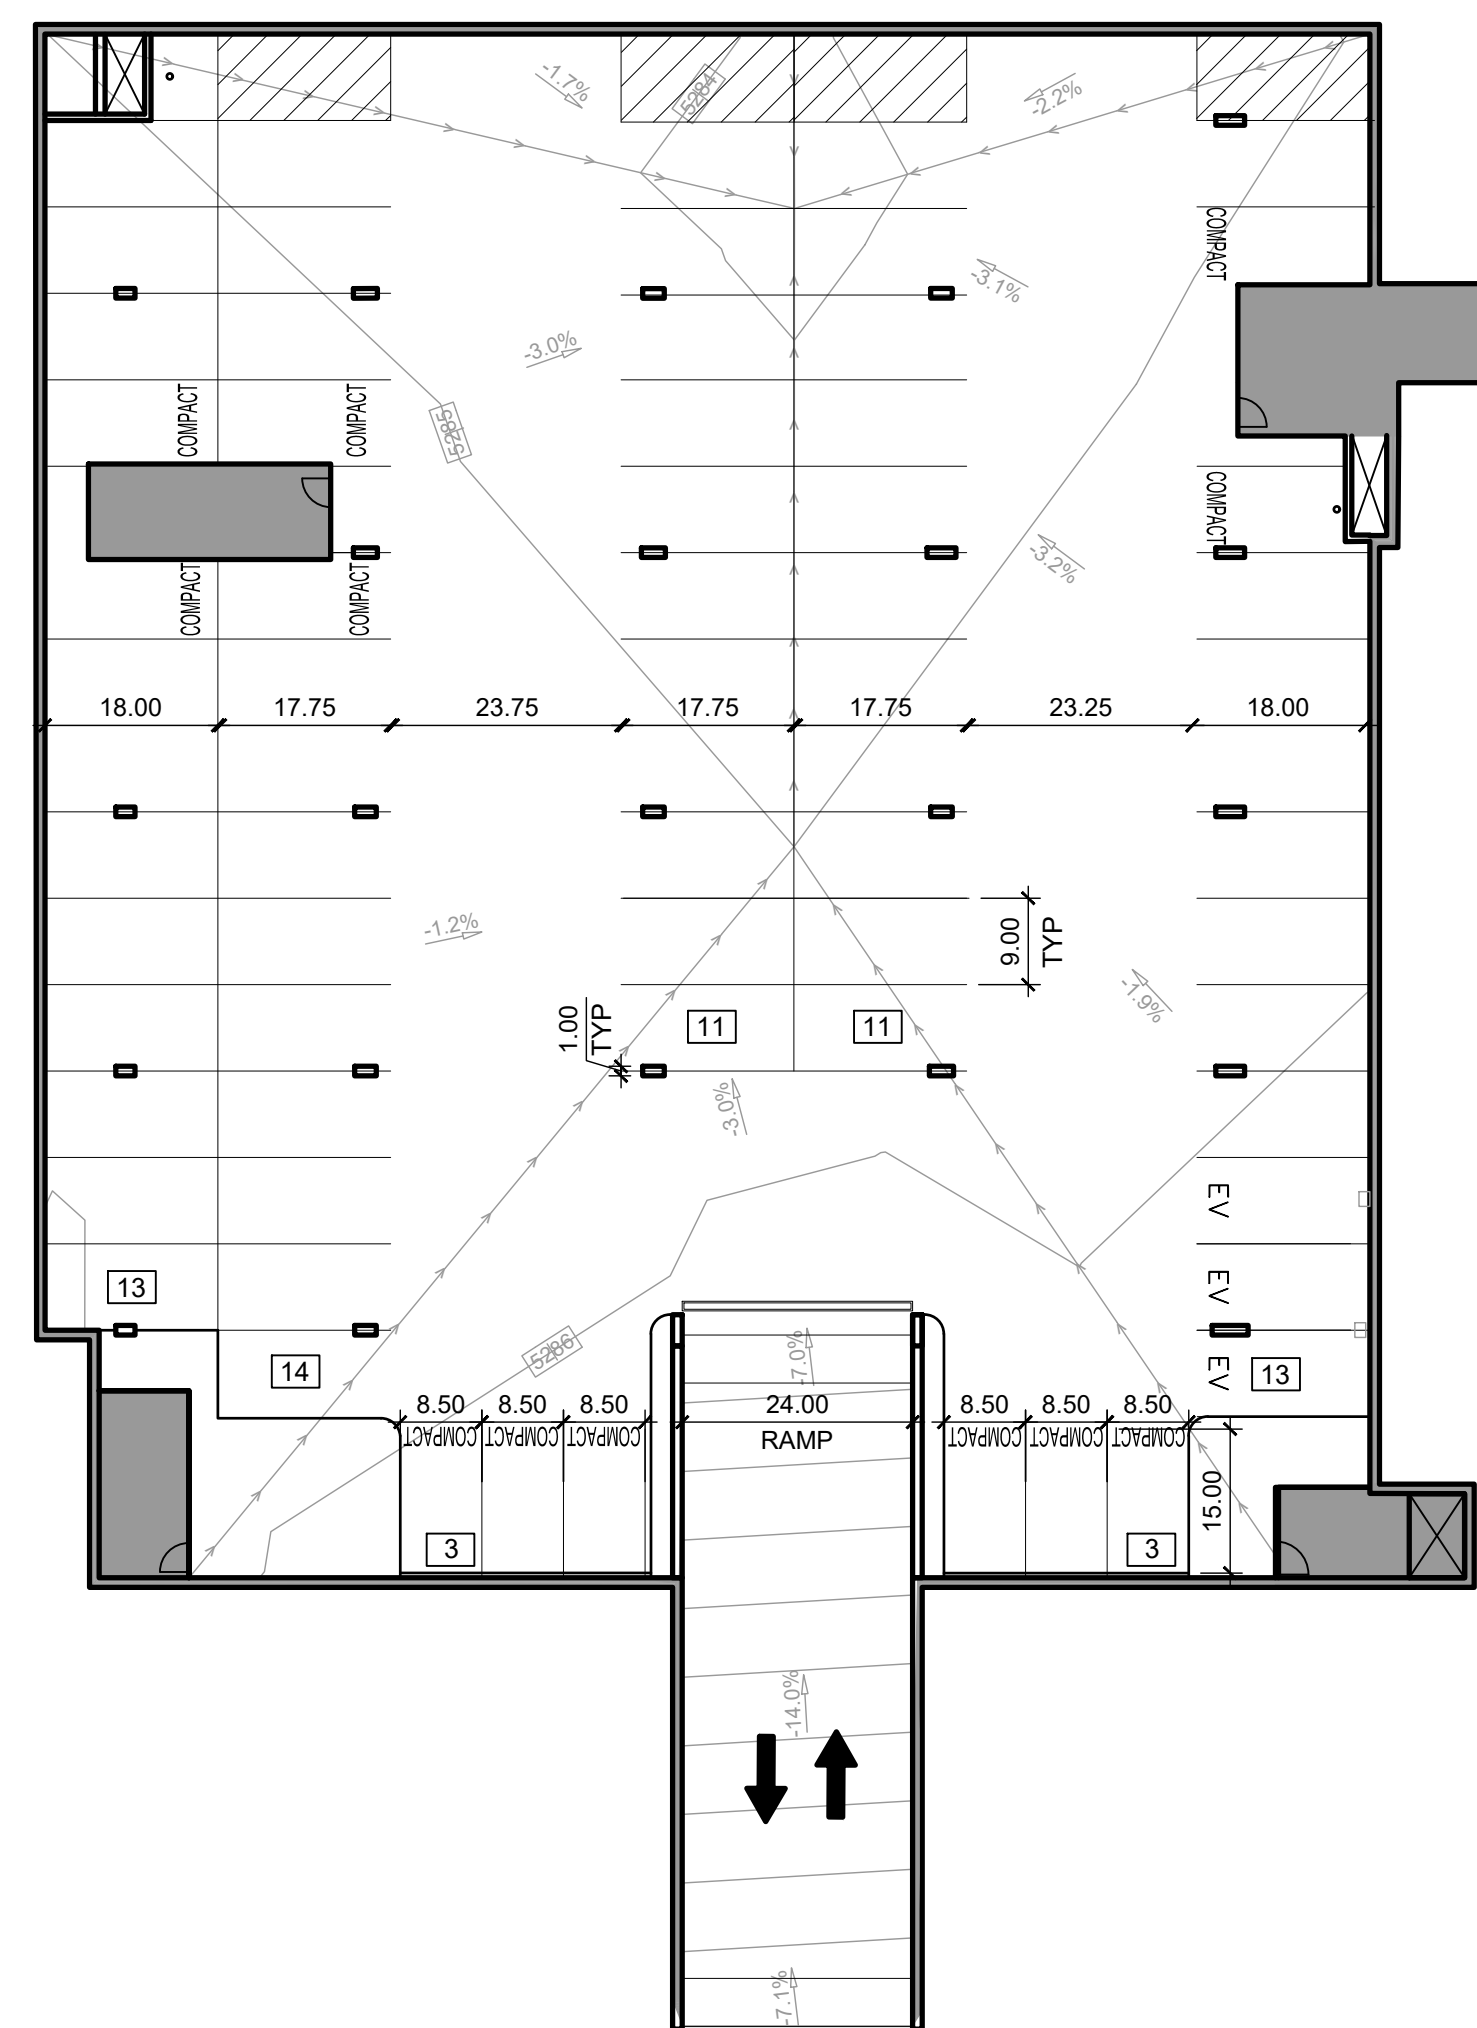 -1.7%
5284
-2.2%
COMPACT
-3.1%
-3.0%
COMPACT
COMPACT
5285
COMPACT
-3.2%
COMPACT
COMPACT
18.00
17.75
23.75
17.75
17.75
23.25
18.00
-1.2%
9.00
TYP
-1.9%
1.00
TYP
11
11
-3.0%
EV
EV
EV
13
14
5286
-7.0%
13
8.50
8.50
8.50
24.00
8.50
8.50
8.50
COMPACT
COMPACT
COMPACT
RAMP
COMPACT
COMPACT
COMPACT
15.00
3
3
-14.0%
-7.1%